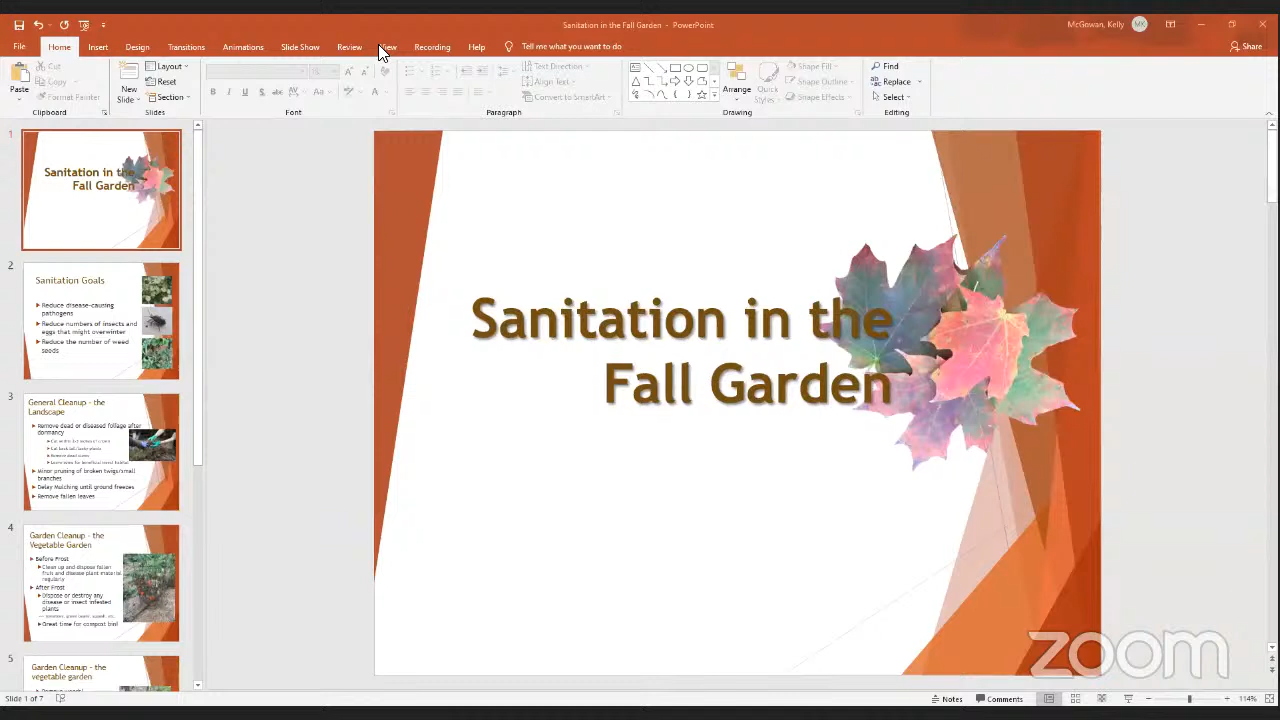 Sanitation in the Fall Garden - PowerPoint
McGowan, Kelly
MK
File Home Insert Design Transitions Animations Slide Show Review View Recording Help Tell me what you want to do
Share
Paste
Cut
Copy
Format Painter
Clipboard
New
Slide
Layout
Reset
Section
Slides
Font
Text Direction
Align Text
Convert to SmartArt
Paragraph
Arrange
Quick
Styles
Shape Fill
Shape Outline
Shape Effects
Drawing
Find
Replace
Select
Editing
1
Sanitation in the
Fall Garden
2
Sanitation Goals
Reduce disease-causing
pathogens
Reduce numbers of insects and
eggs that might overwinter
Reduce the number of weed
seeds
3
General Cleanup - the
Landscape
Remove dead or diseased foliage after
dormancy
Minor pruning of broken twigs/small
branches
Delay Mulching until ground freezes
Remove fallen leaves
4
Garden Cleanup - the
Vegetable Garden
Before Frost
Clean up and dispose fallen
fruit and disease plant material
regularly
After Frost
Dispose or destroy any
disease or insect infested
plants
Great time for compost bin!
5
Garden Cleanup - the
vegetable garden
Sanitation in the
Fall Garden
zoom
Slide 1 of 7
Notes
Comments
114%